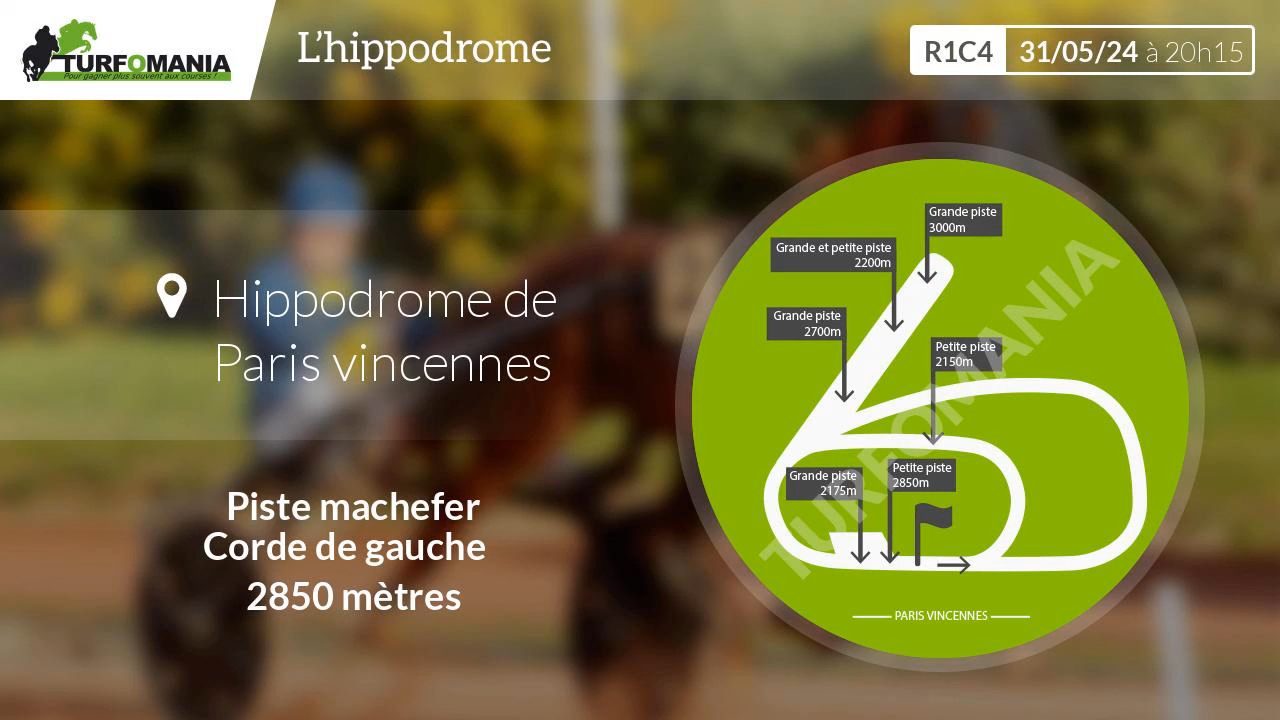 TURFOMANIA
Pour gagner plus souvent aux courses !
L'hippodrome
R1C4 31/05/24 à 20h15
Hippodrome de
Paris vincennes
Piste machefer
Corde de gauche
2850 mètres
Grande piste
3000m
Grande et petite piste
2200m
Grande piste
2700m
Petite piste
2150m
Grande piste
2175m
Petite piste
2850m
TURFOMANIA
PARIS VINCENNES